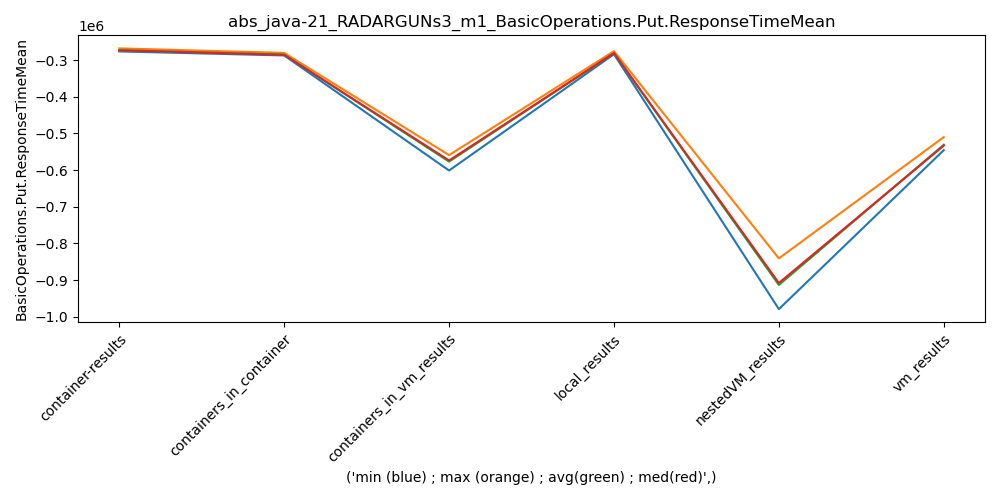 abs_java-21_RADARGUNs3_m1_BasicOperations.Put.ResponseTimeMean
1e6
BasicOperations.Put.ResponseTimeMean
−0.3
−0.4
−0.5
−0.6
−0.7
−0.8
−0.9
−1.0
container-results
containers_in_container
containers_in_vm_results
local_results
nestedVM_results
vm_results
('min (blue) ; max (orange) ; avg(green) ; med(red)',)